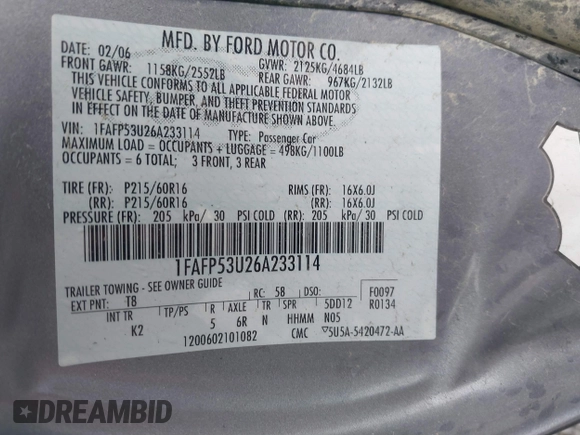 MFD. BY FORD MOTOR CO.
DATE: 02/06
GVWR: 2125KG/4684LB
FRONT GAWR: 1158KG/2552LB
REAR GAWR: 967KG/2132LB
THIS VEHICLE CONFORMS TO ALL APPLICABLE FEDERAL MOTOR
VEHICLE SAFETY, BUMPER, AND THEFT PREVENTION STANDARDS
IN EFFECT ON THE DATE OF MANUFACTURE SHOWN ABOVE.
VIN: 1FAFP53U26A233114 TYPE: Passenger Car
MAXIMUM LOAD = OCCUPANTS + LUGGAGE = 498KG/1100LB
OCCUPANTS = 6 TOTAL; 3 FRONT, 3 REAR
TIRE (FR): P215/60R16 RIMS (FR): 16X6.0J
(RR): P215/60R16 (RR): 16X6.0J
PRESSURE (FR): 205 kPa/ 30 PSI COLD (RR): 205 kPa/ 30 PSI COLD
1FAFP53U26A233114
TRAILER TOWING - SEE OWNER GUIDE
EXT PNT: T8 RC: 58 DSO: F0097
INT TR TP/PS R AXLE TR SPR 5DD12 R0134
K2 5 6R N HHMM N05
1200602101082 CMC ▽5U5A-5420472-AA
DREAMBID